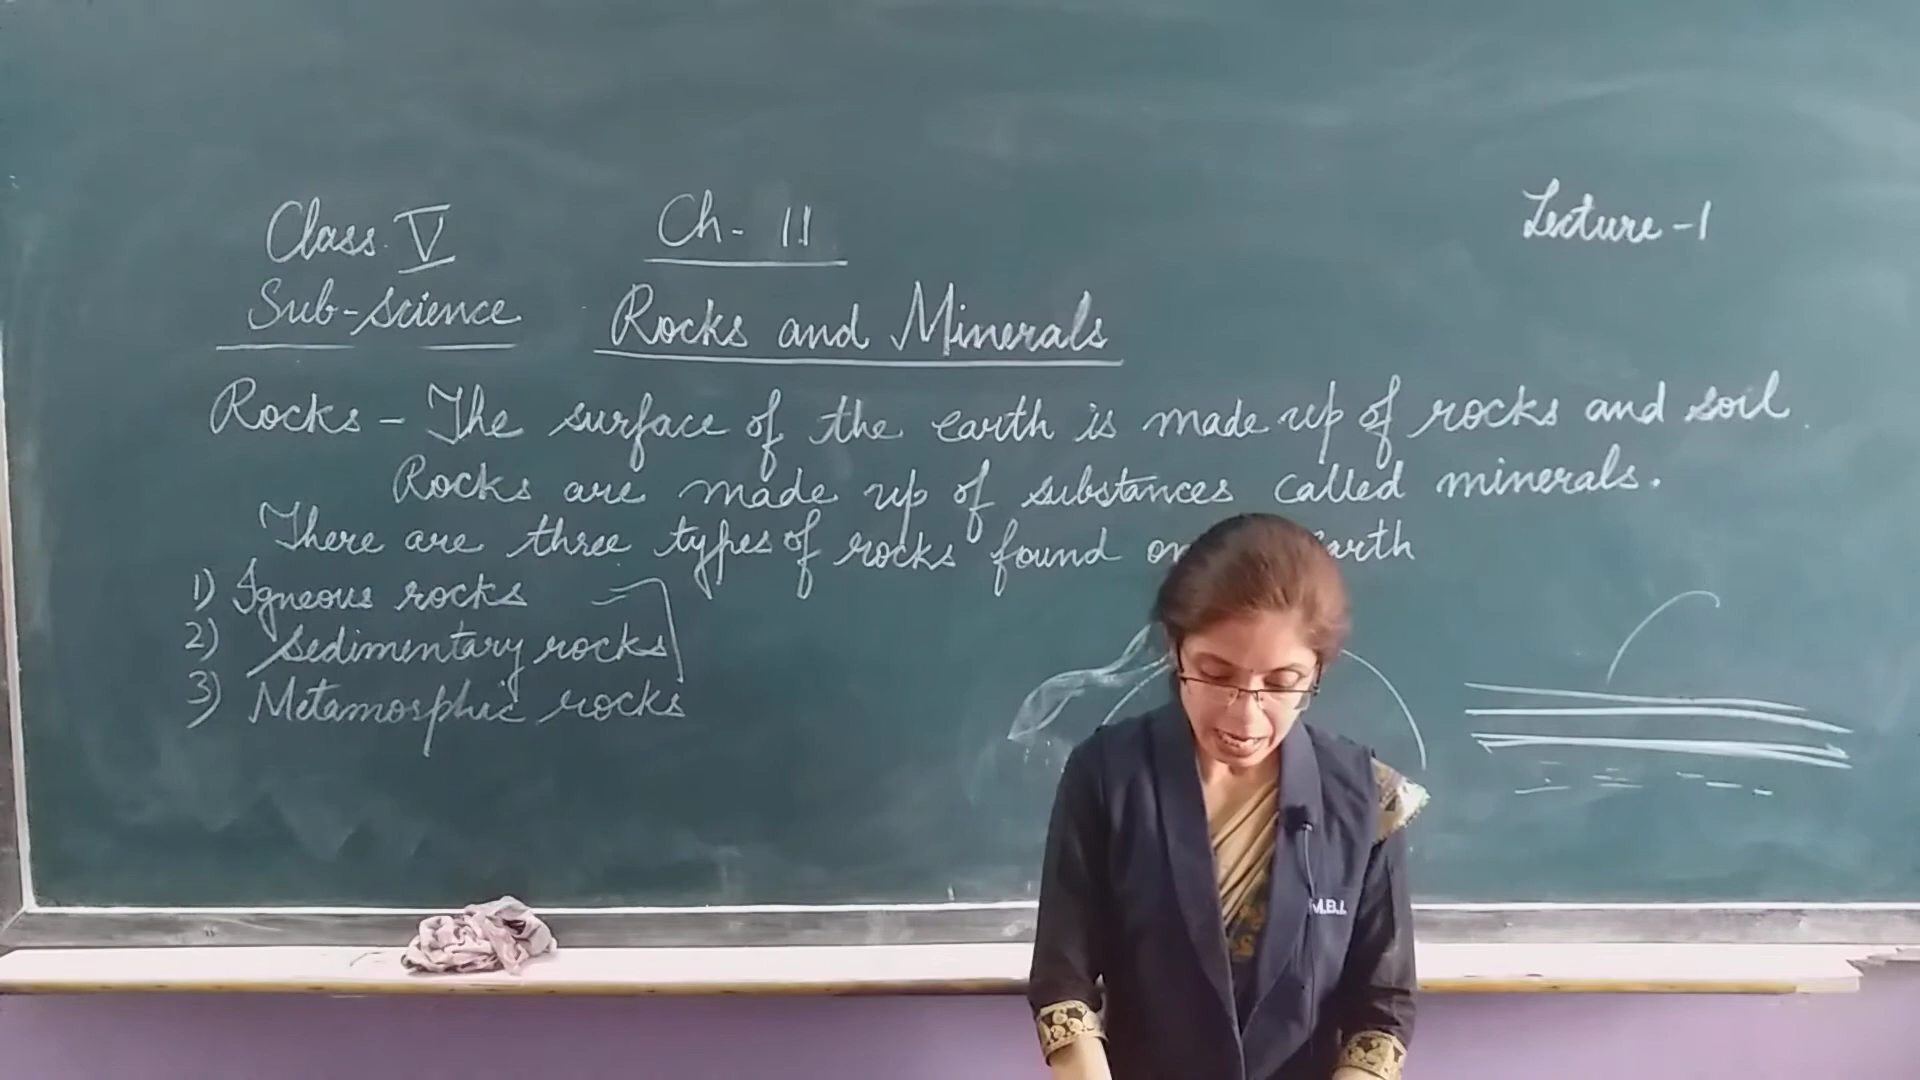 Class V Ch- 11 Lecture-1
Sub-science Rocks and Minerals
Rocks - The surface of the earth is made up of rocks and soil.
Rocks are made up of substances called minerals.
There are three types of rocks found on earth
1) Igneous rocks
2) Sedimentary rocks
3) Metamorphic rocks
M.B.I.